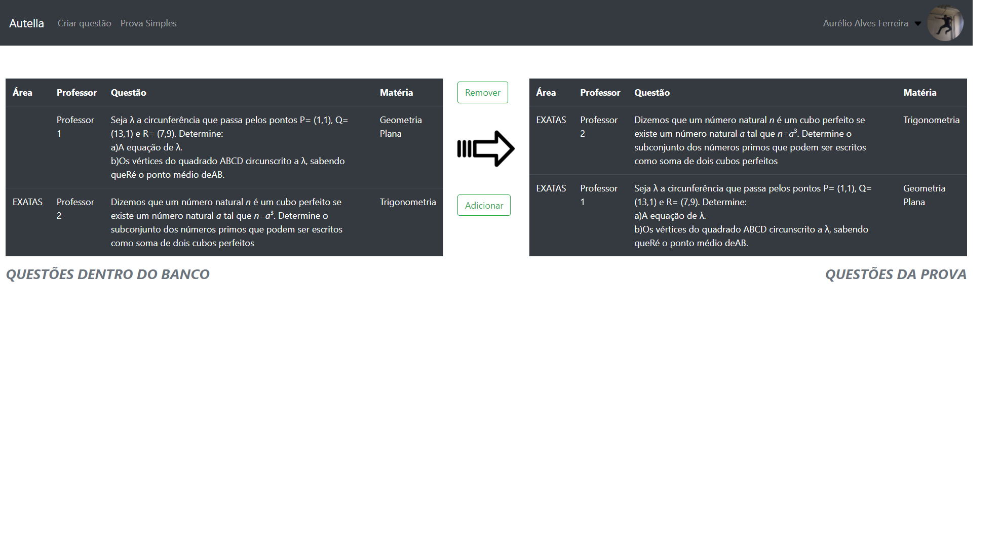 Autella Criar questão Prova Simples Aurélio Alves Ferreira
Área Professor Questão Matéria
Professor 1 Seja λ a circunferência que passa pelos pontos P= (1,1), Q= Geometria Plana
(13,1) e R= (7,9). Determine:
a)A equação de λ.
b)Os vértices do quadrado ABCD circunscrito a λ, sabendo
queRé o ponto médio deAB.
EXATAS Professor 2 Dizemos que um número natural n é um cubo perfeito se Trigonometria
existe um número natural a tal que n=a³. Determine o
subconjunto dos números primos que podem ser escritos
como soma de dois cubos perfeitos
QUESTÕES DENTRO DO BANCO
Remover
Adicionar
Área Professor Questão Matéria
EXATAS Professor 2 Dizemos que um número natural n é um cubo perfeito se Trigonometria
existe um número natural a tal que n=a³. Determine o
subconjunto dos números primos que podem ser escritos
como soma de dois cubos perfeitos
EXATAS Professor 1 Seja λ a circunferência que passa pelos pontos P= (1,1), Q= Geometria Plana
(13,1) e R= (7,9). Determine:
a)A equação de λ.
b)Os vértices do quadrado ABCD circunscrito a λ, sabendo
queRé o ponto médio deAB.
QUESTÕES DA PROVA